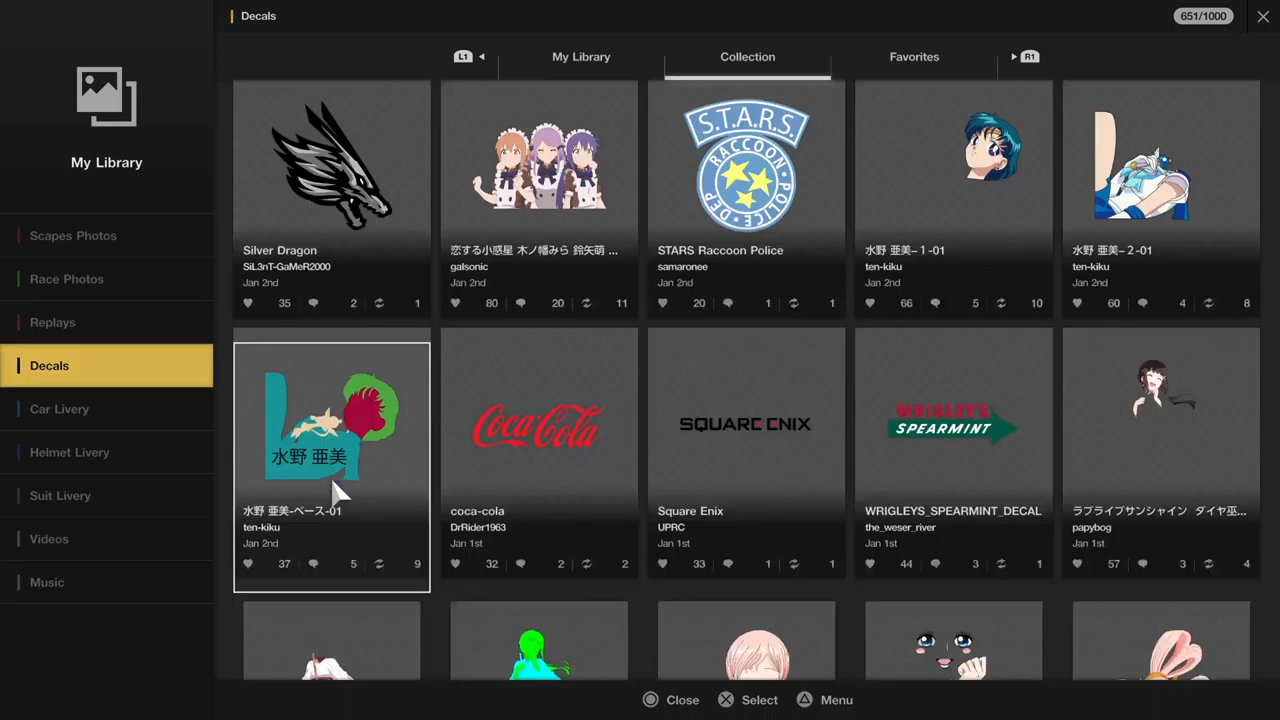 Decals
651/1000
My Library
L1
My Library
Collection
Favorites
R1
Scapes Photos
Race Photos
Replays
Decals
Car Livery
Helmet Livery
Suit Livery
Videos
Music
Silver Dragon
SiL3nT-GaMeR2000
Jan 2nd
35 2 1
恋する小惑星 木ノ幡みら 鈴矢萌 ...
galsonic
Jan 2nd
80 20 11
S.T.A.R.S.
RACCOON
POLICE
DEP
STARS Raccoon Police
samaronee
Jan 2nd
20 1 1
水野 亜美–１-01
ten-kiku
Jan 2nd
66 5 10
水野 亜美–２-01
ten-kiku
Jan 2nd
60 4 8
水野 亜美
水野 亜美-ベース-01
ten-kiku
Jan 2nd
37 5 9
Coca-Cola
coca-cola
DrRider1963
Jan 1st
32 2 2
SQUARE ENIX
Square Enix
UPRC
Jan 1st
33 1 1
WRIGLEY'S
SPEARMINT
WRIGLEYS_SPEARMINT_DECAL
the_weser_river
Jan 1st
44 3 1
ラブライブサンシャイン ダイヤ巫...
papybog
Jan 1st
57 3 4
Close
Select
Menu